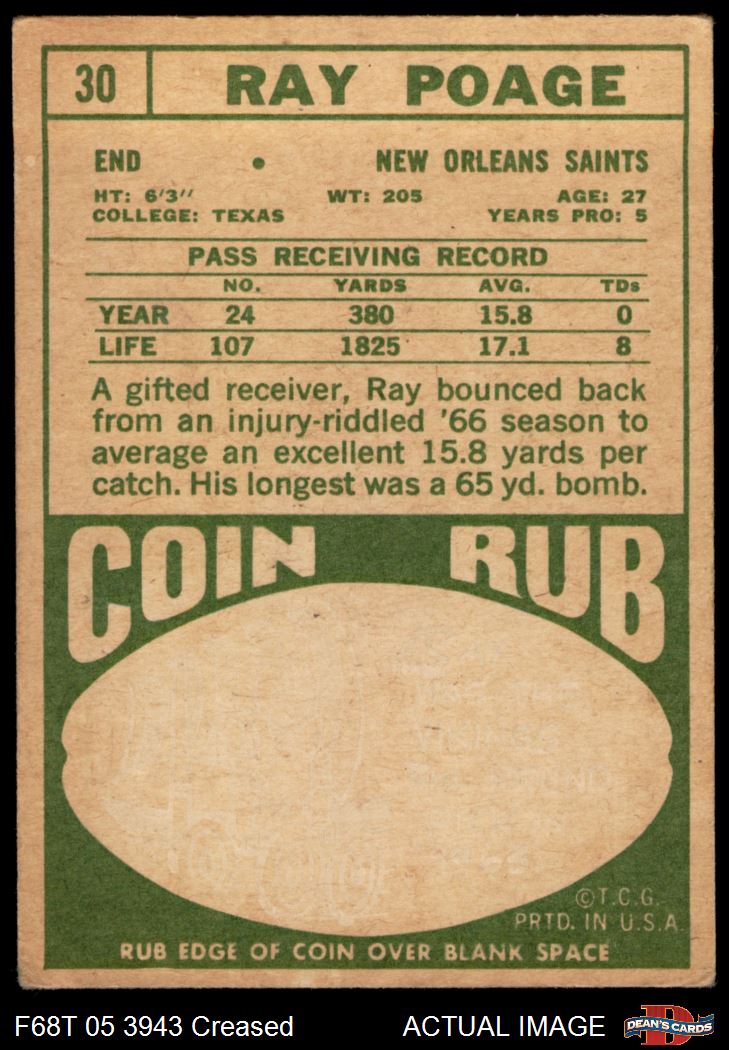 30 RAY POAGE
END • NEW ORLEANS SAINTS
HT: 6'3" WT: 205 AGE: 27
COLLEGE: TEXAS YEARS PRO: 5
PASS RECEIVING RECORD
NO. YARDS AVG. TDs
YEAR 24 380 15.8 0
LIFE 107 1825 17.1 8
A gifted receiver, Ray bounced back
from an injury-riddled '66 season to
average an excellent 15.8 yards per
catch. His longest was a 65 yd. bomb.
COIN RUB
VIKINGS
©T.C.G.
PRTD. IN U.S.A.
RUB EDGE OF COIN OVER BLANK SPACE
F68T 05 3943 Creased ACTUAL IMAGE DEAN'S CARDS